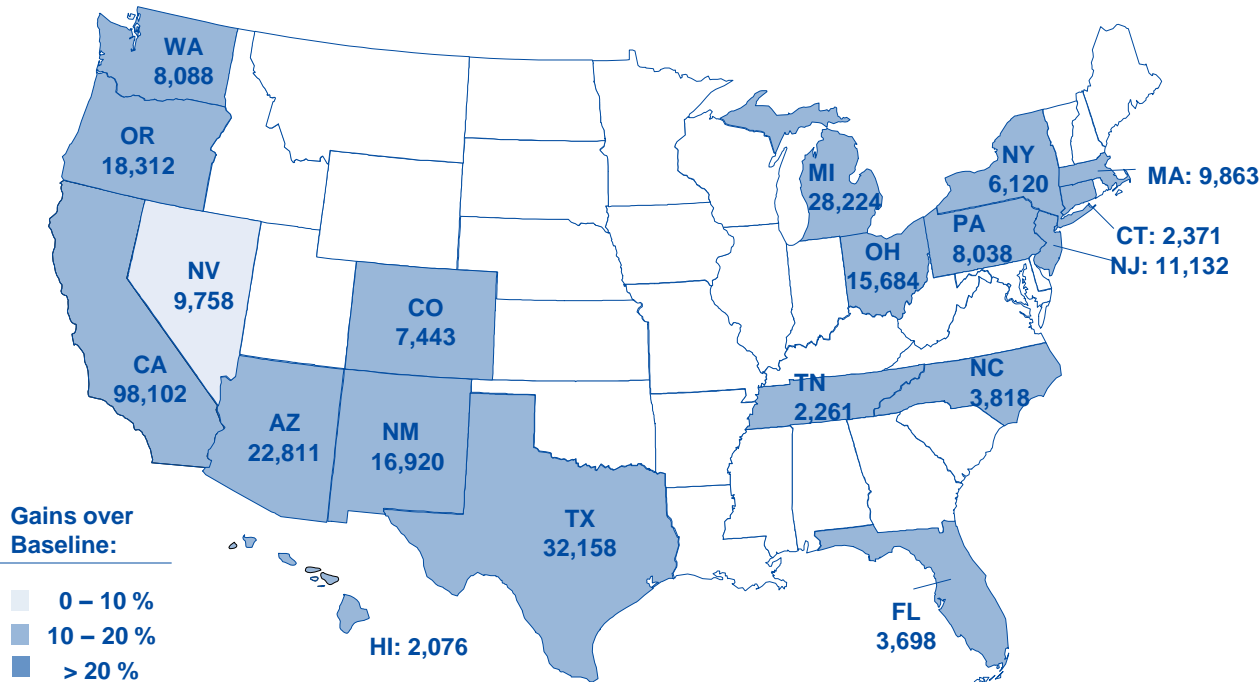 WA
8,088
OR
18,312
NV
9,758
CA
98,102
CO
7,443
AZ
22,811
NM
16,920
TX
32,158
MI
28,224
OH
15,684
NY
6,120
PA
8,038
MA: 9,863
CT: 2,371
NJ: 11,132
TN
2,261
NC
3,818
FL
3,698
HI: 2,076
Gains over
Baseline:
0 – 10 %
10 – 20 %
> 20 %